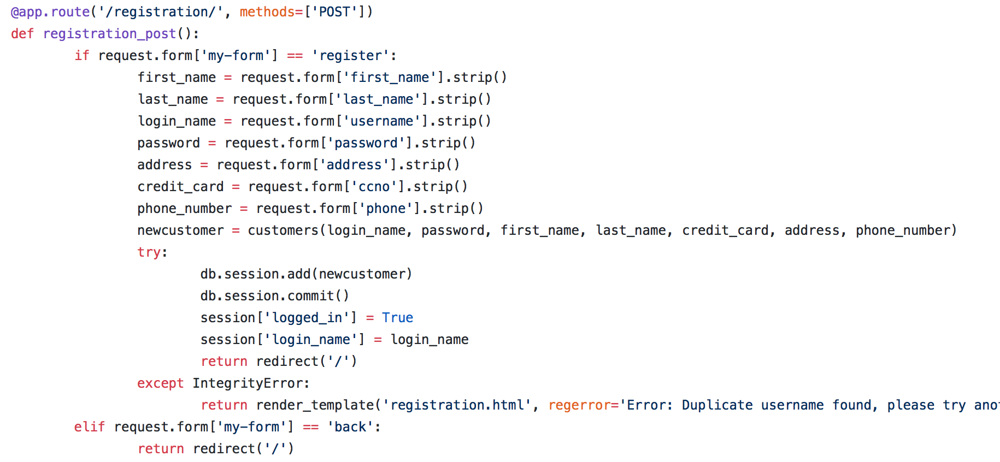 @app.route('/registration/', methods=['POST'])
def registration_post():
if request.form['my-form'] == 'register':
first_name = request.form['first_name'].strip()
last_name = request.form['last_name'].strip()
login_name = request.form['username'].strip()
password = request.form['password'].strip()
address = request.form['address'].strip()
credit_card = request.form['ccno'].strip()
phone_number = request.form['phone'].strip()
newcustomer = customers(login_name, password, first_name, last_name, credit_card, address, phone_number)
try:
db.session.add(newcustomer)
db.session.commit()
session['logged_in'] = True
session['login_name'] = login_name
return redirect('/')
except IntegrityError:
return render_template('registration.html', regerror='Error: Duplicate username found, please try
elif request.form['my-form'] == 'back':
return redirect('/')